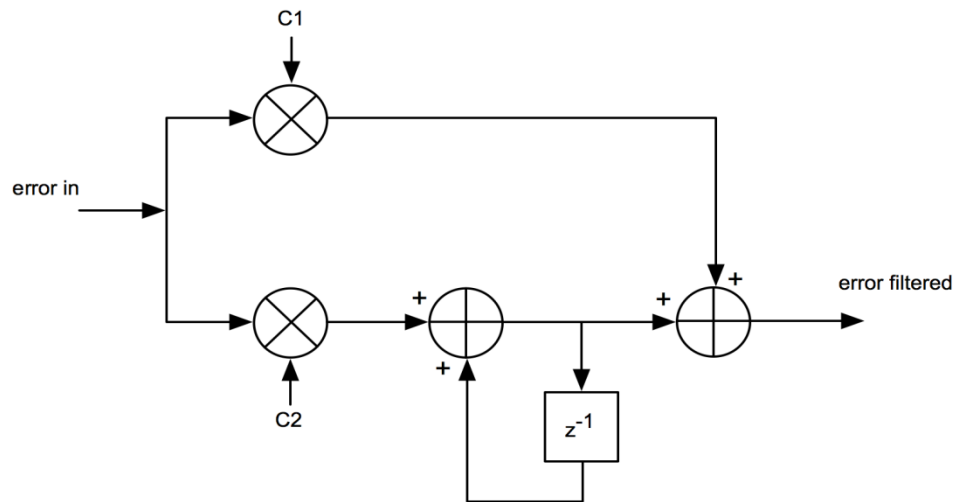 C1
error in
+
error filtered
+
+
+
C2
z⁻¹